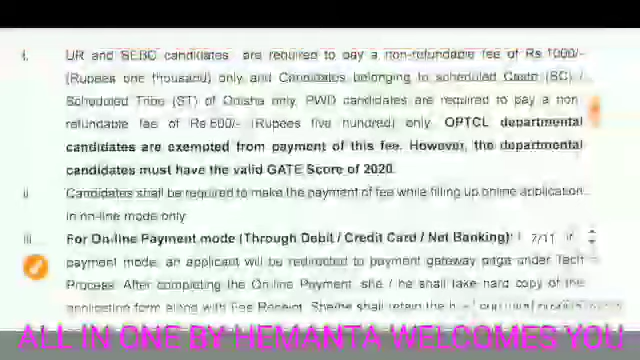 i. UR and SEBC candidates are required to pay a non-refundable fee of Rs 1000/-
(Rupees one thousand) only and Candidates belonging to scheduled Caste (SC) /
Scheduled Tribe (ST) of Odisha only, PWD candidates are required to pay a non
refundable fee of Rs 500/- (Rupees five hundred) only. OPTCL departmental
candidates are exempted from payment of this fee. However, the departmental
candidates must have the valid GATE Score of 2020.
ii Candidates shall be required to make the payment of fee while filling up online application
in on-line mode only
iii. For On-line Payment mode (Through Debit / Credit Card / Net Banking):
2/11
payment mode, an applicant will be redirected to payment gateway page under Tech
Process. After completing the On-line Payment, she / he shall take hard copy of the
application form along with Fee Receipt. She/he shall retain the
ALL IN ONE BY HEMANTA WELCOMES YOU